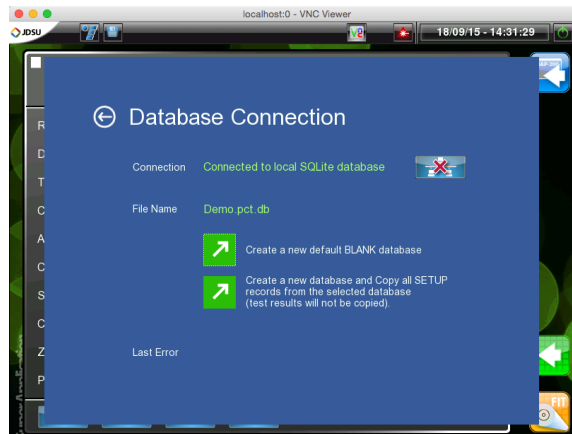 localhost:0 - VNC Viewer
JDSU
V2
18/09/15 - 14:31:29
Database Connection
R
D
Connection
Connected to local SQLite database
T
C
File Name
Demo.pct.db
A
Create a new default BLANK database
C
S
Create a new database and Copy all SETUP
records from the selected database
(test results will not be copied).
C
Z
Last Error
P
FIT